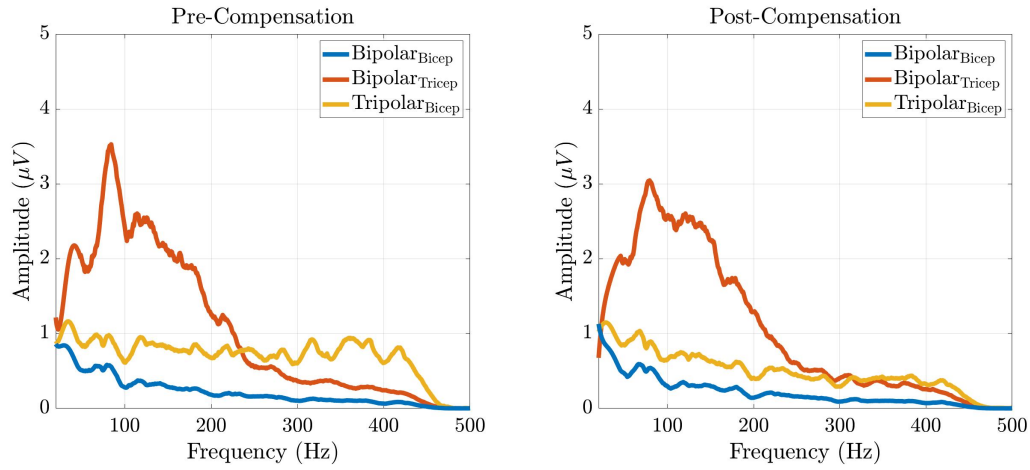 Pre-Compensation
5
4
3
2
1
0
Amplitude (μV)
100
200
300
400
500
Frequency (Hz)
Bipolar_Bicep
Bipolar_Tricep
Tripolar_Bicep
Post-Compensation
5
4
3
2
1
0
Amplitude (μV)
100
200
300
400
500
Frequency (Hz)
Bipolar_Bicep
Bipolar_Tricep
Tripolar_Bicep